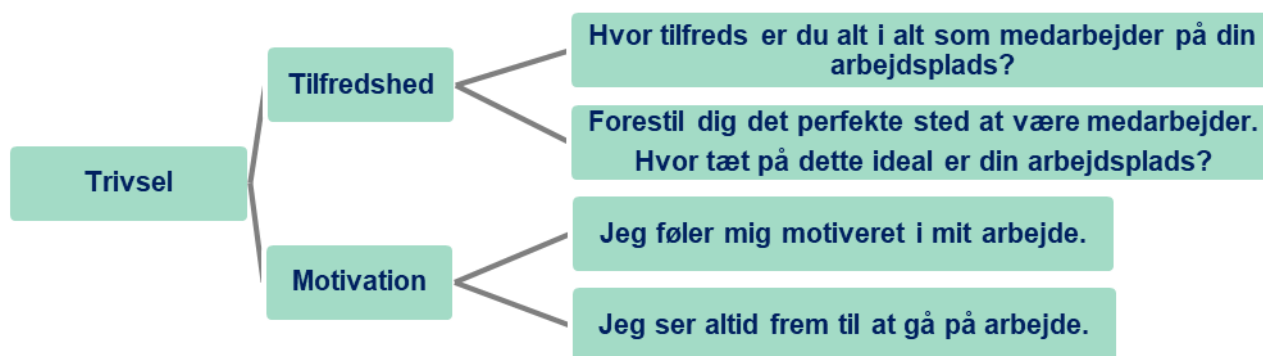 Hvor tilfreds er du alt i alt som medarbejder på din
arbejdsplads?
Tilfredshed
Forestil dig det perfekte sted at være medarbejder.
Hvor tæt på dette ideal er din arbejdsplads?
Trivsel
Jeg føler mig motiveret i mit arbejde.
Motivation
Jeg ser altid frem til at gå på arbejde.